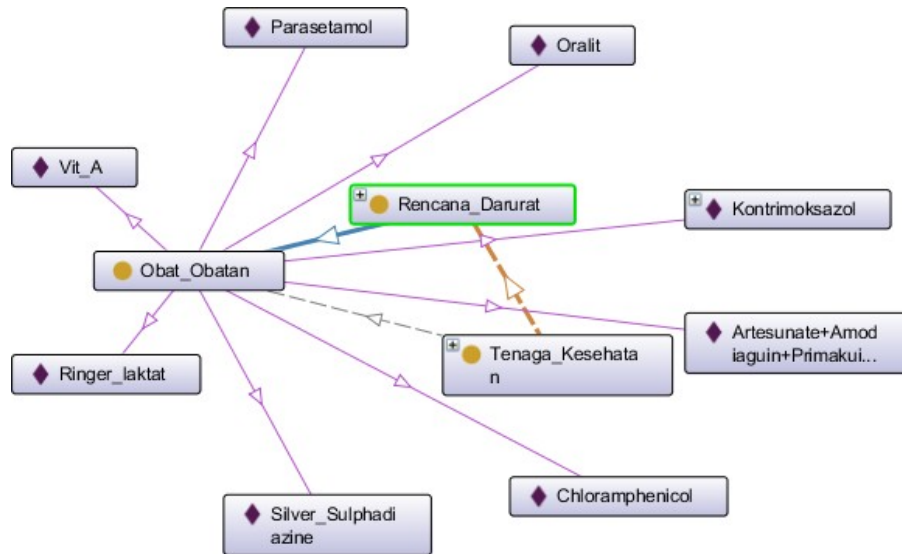 Parasetamol
Oralit
Vit_A
Rencana_Darurat
Kontrimoksazol
Obat_Obatan
Artesunate+Amod
iaguin+Primakui...
Tenaga_Kesehata
n
Ringer_laktat
Chloramphenicol
Silver_Sulphadi
azine